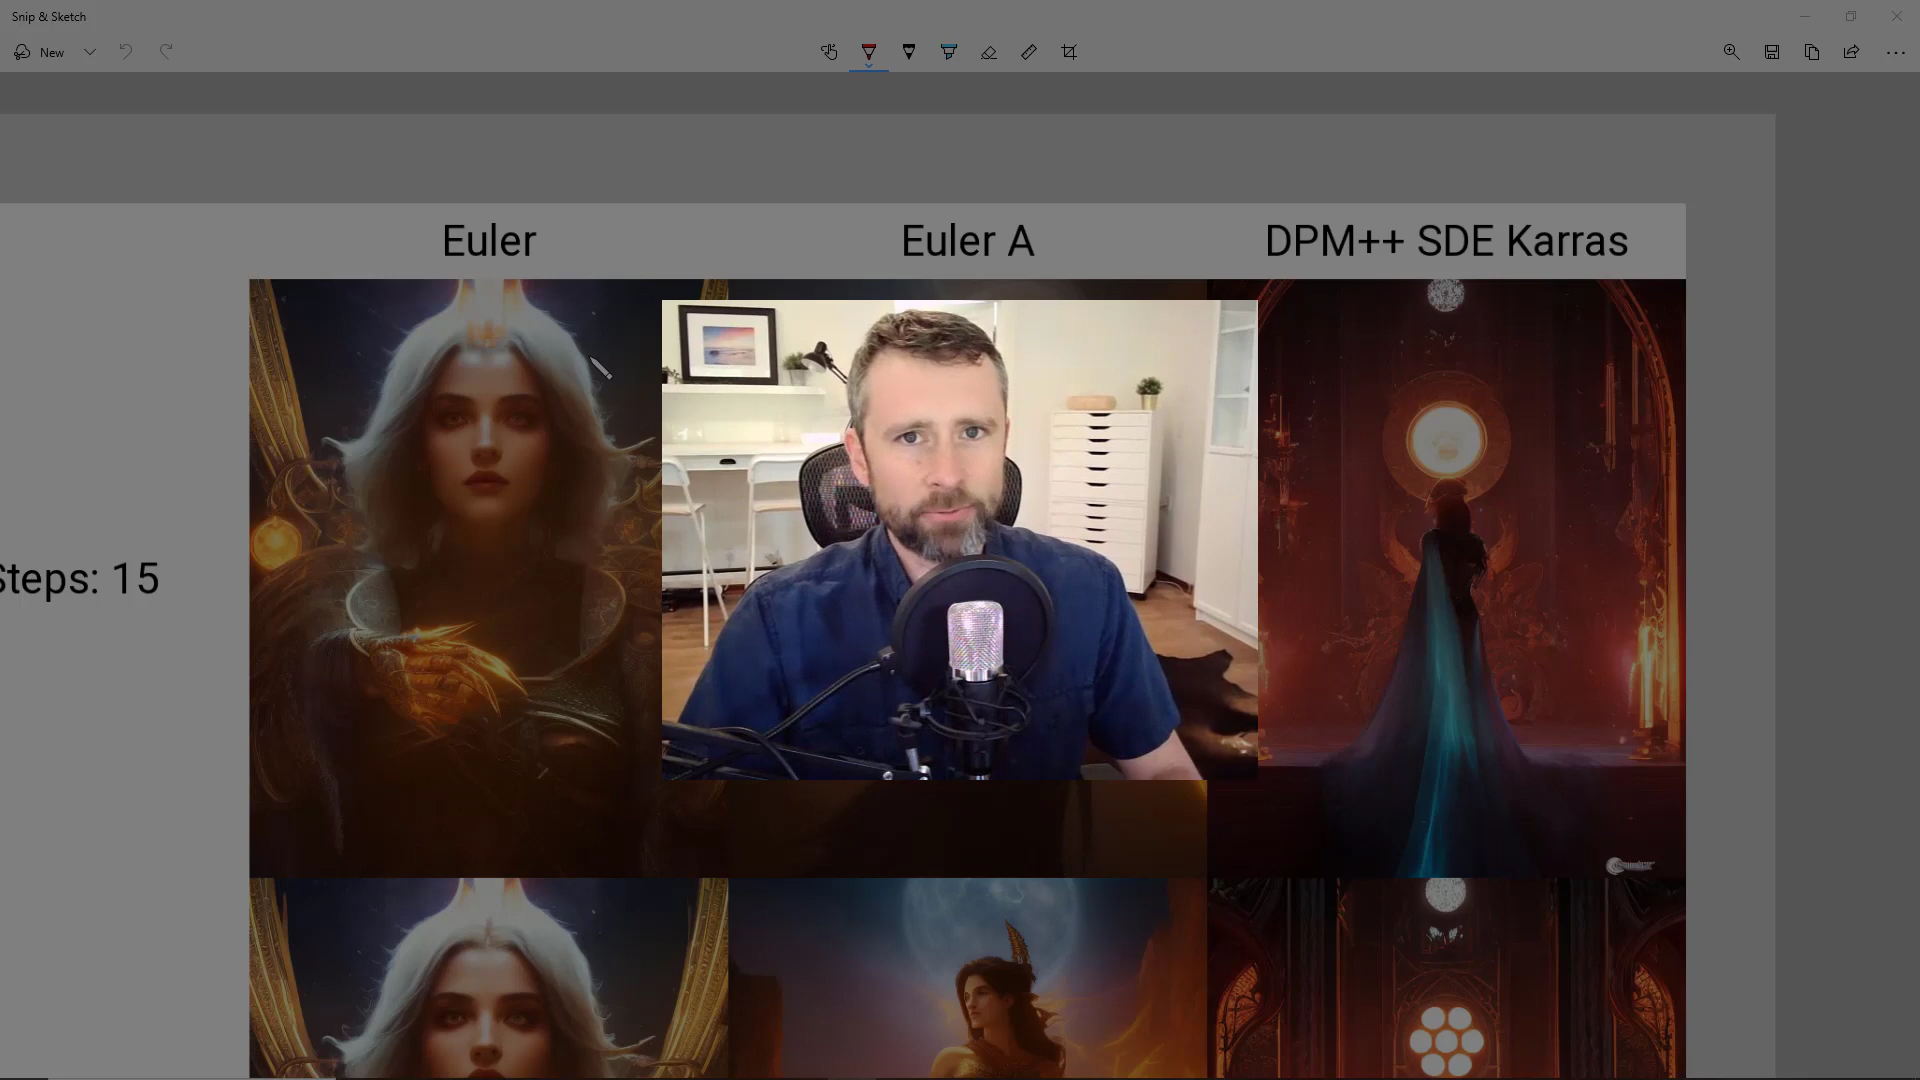 Snip & Sketch
New
Euler
Euler A
DPM++ SDE Karras
Steps: 15